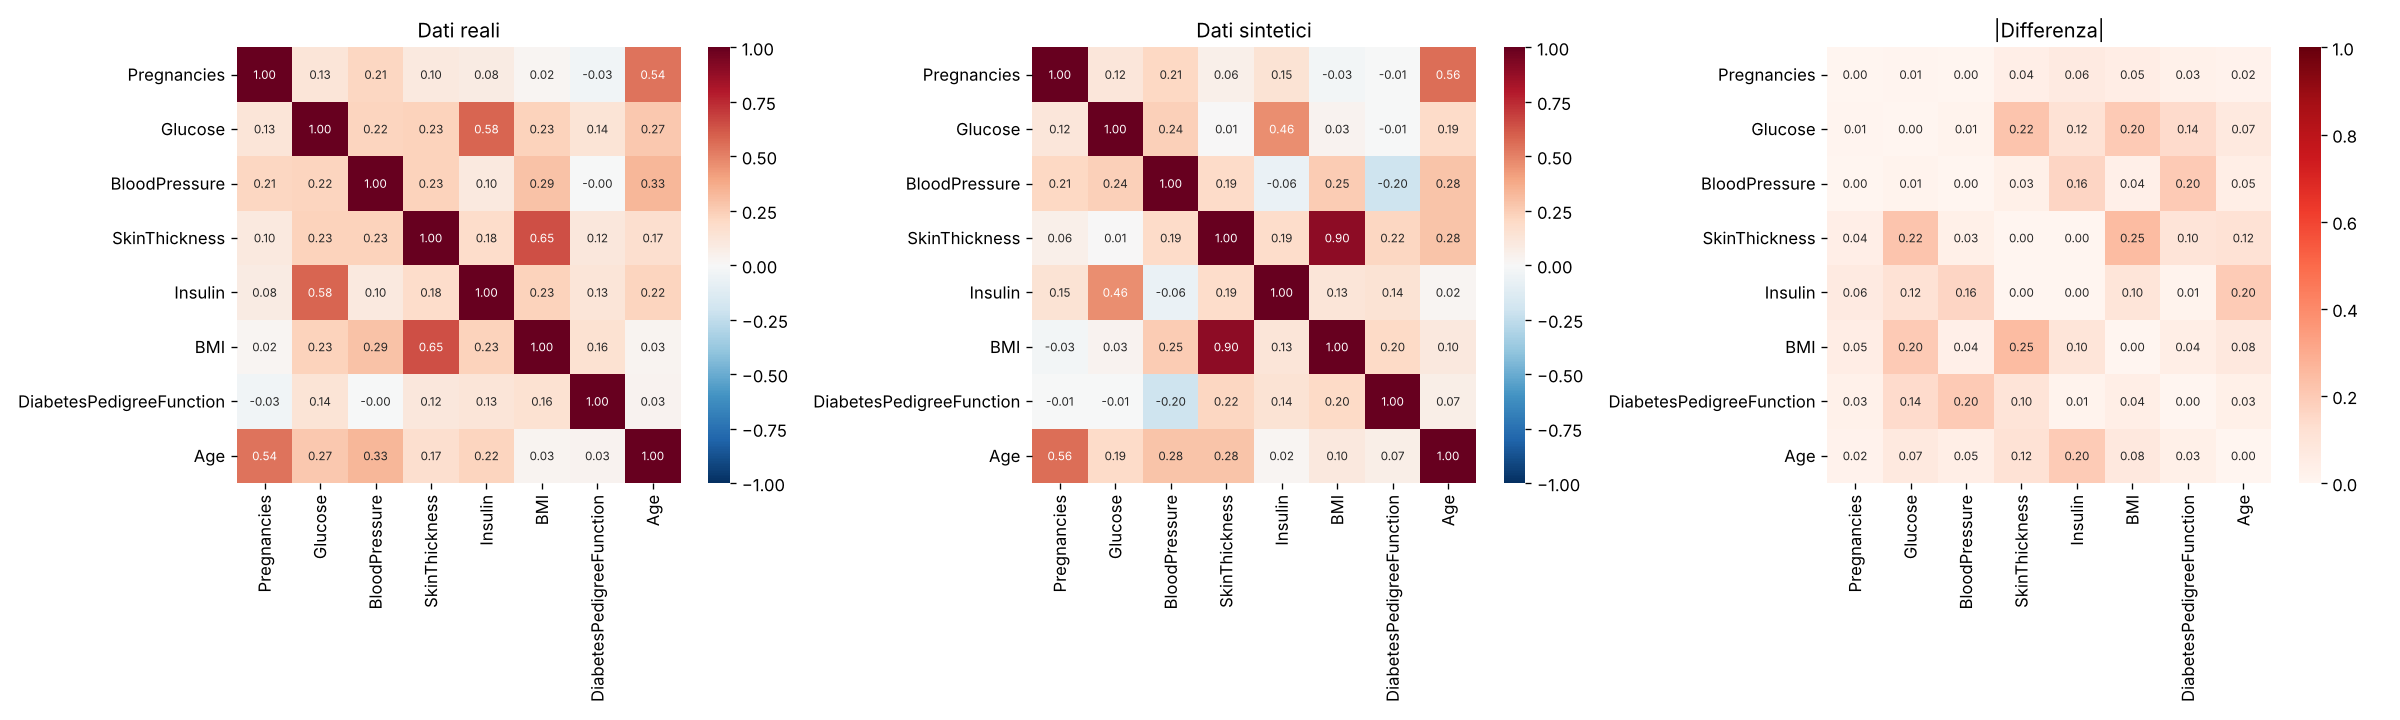 Dati reali
Pregnancies 1.00 0.13 0.21 0.10 0.08 0.02 -0.03 0.54
Glucose 0.13 1.00 0.22 0.23 0.58 0.23 0.14 0.27
BloodPressure 0.21 0.22 1.00 0.23 0.10 0.29 -0.00 0.33
SkinThickness 0.10 0.23 0.23 1.00 0.18 0.65 0.12 0.17
Insulin 0.08 0.58 0.10 0.18 1.00 0.23 0.13 0.22
BMI 0.02 0.23 0.29 0.65 0.23 1.00 0.16 0.03
DiabetesPedigreeFunction -0.03 0.14 -0.00 0.12 0.13 0.16 1.00 0.03
Age 0.54 0.27 0.33 0.17 0.22 0.03 0.03 1.00
Pregnancies
Glucose
BloodPressure
SkinThickness
Insulin
BMI
DiabetesPedigreeFunction
Age
1.00
0.75
0.50
0.25
0.00
−0.25
−0.50
−0.75
−1.00
Dati sintetici
Pregnancies 1.00 0.12 0.21 0.06 0.15 -0.03 -0.01 0.56
Glucose 0.12 1.00 0.24 0.01 0.46 0.03 -0.01 0.19
BloodPressure 0.21 0.24 1.00 0.19 -0.06 0.25 -0.20 0.28
SkinThickness 0.06 0.01 0.19 1.00 0.19 0.90 0.22 0.28
Insulin 0.15 0.46 -0.06 0.19 1.00 0.13 0.14 0.02
BMI -0.03 0.03 0.25 0.90 0.13 1.00 0.20 0.10
DiabetesPedigreeFunction -0.01 -0.01 -0.20 0.22 0.14 0.20 1.00 0.07
Age 0.56 0.19 0.28 0.28 0.02 0.10 0.07 1.00
Pregnancies
Glucose
BloodPressure
SkinThickness
Insulin
BMI
DiabetesPedigreeFunction
Age
1.00
0.75
0.50
0.25
0.00
−0.25
−0.50
−0.75
−1.00
|Differenza|
Pregnancies 0.00 0.01 0.00 0.04 0.06 0.05 0.03 0.02
Glucose 0.01 0.00 0.01 0.22 0.12 0.20 0.14 0.07
BloodPressure 0.00 0.01 0.00 0.03 0.16 0.04 0.20 0.05
SkinThickness 0.04 0.22 0.03 0.00 0.00 0.25 0.10 0.12
Insulin 0.06 0.12 0.16 0.00 0.00 0.10 0.01 0.20
BMI 0.05 0.20 0.04 0.25 0.10 0.00 0.04 0.08
DiabetesPedigreeFunction 0.03 0.14 0.20 0.10 0.01 0.04 0.00 0.03
Age 0.02 0.07 0.05 0.12 0.20 0.08 0.03 0.00
Pregnancies
Glucose
BloodPressure
SkinThickness
Insulin
BMI
DiabetesPedigreeFunction
Age
1.0
0.8
0.6
0.4
0.2
0.0